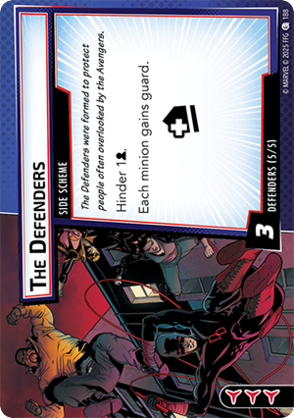 THE DEFENDERS
SIDE SCHEME
The Defenders were formed to protect
people often overlooked by the Avengers.
Hinder 1
Each minion gains guard.
3
DEFENDERS (5/5)
© MARVEL © 2025 FFG 188